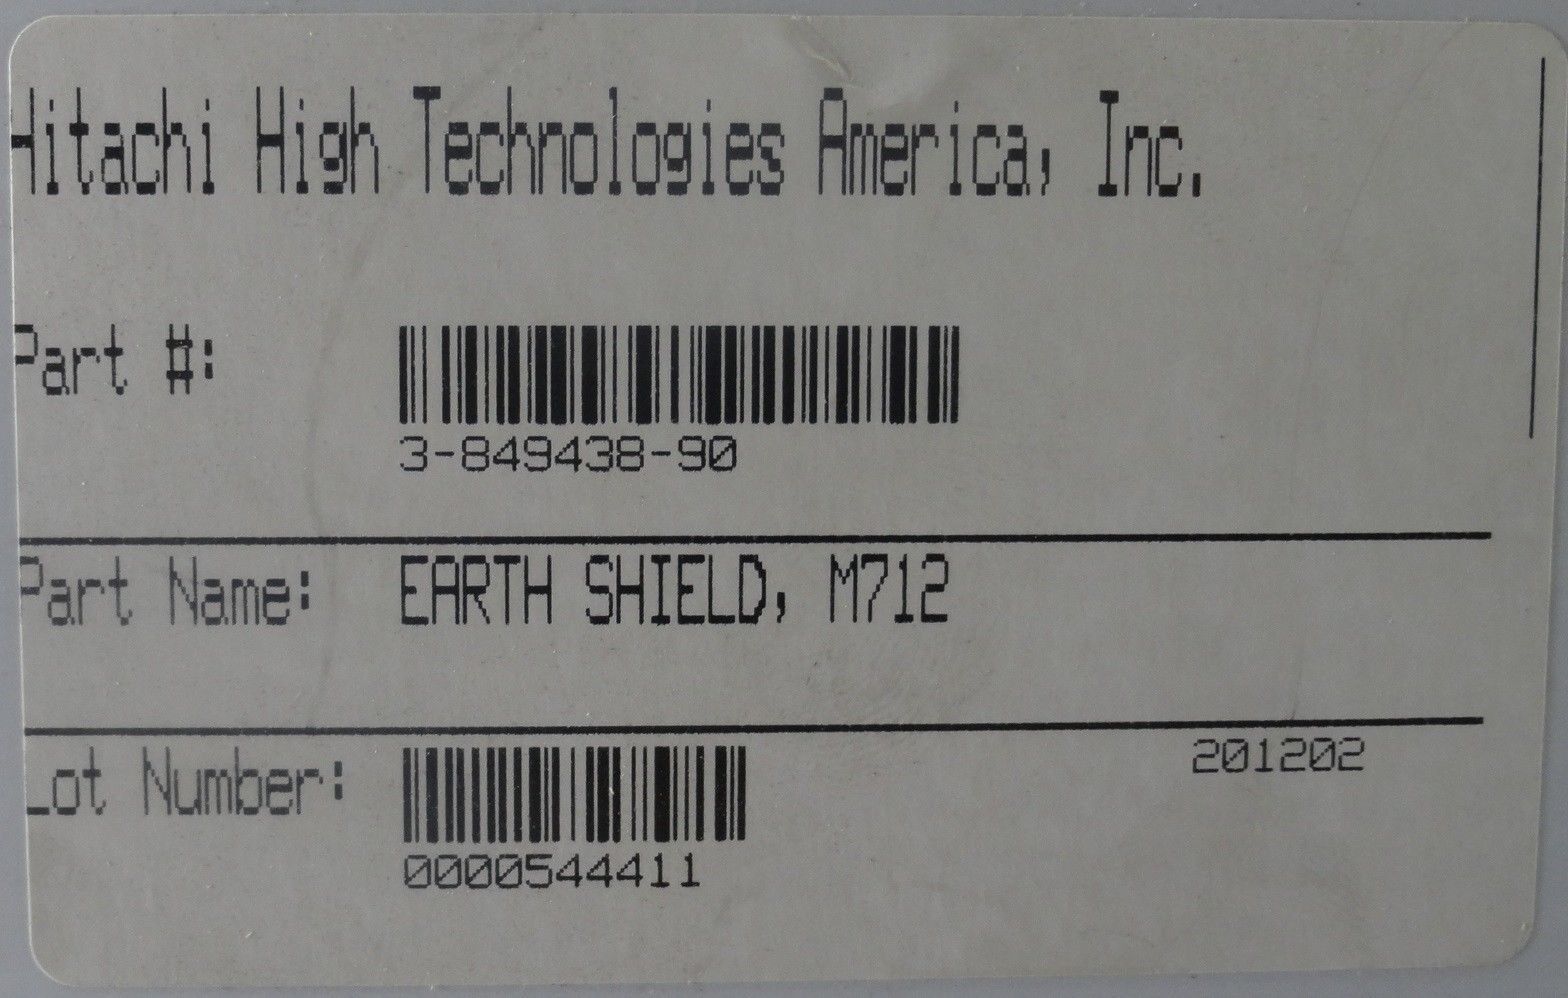 Hitachi High Technologies America, Inc.
Part #:
3-849438-90
Part Name: EARTH SHIELD, M712
Lot Number: 201202
0000544411